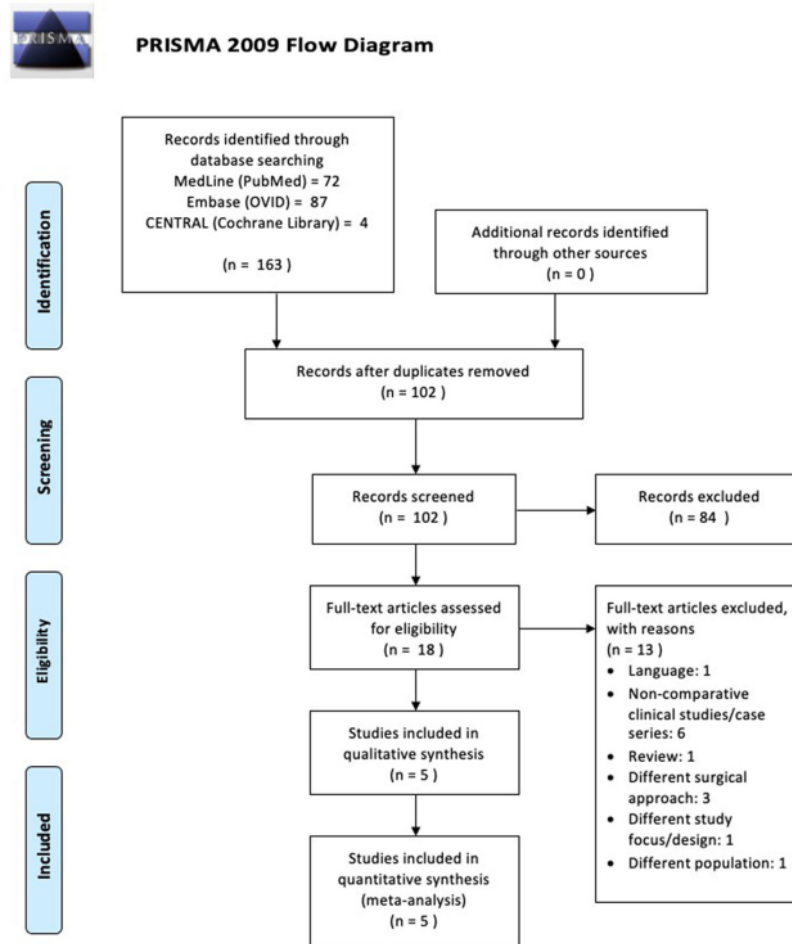 PRISMA
PRISMA 2009 Flow Diagram
Identification
Screening
Eligibility
Included
Records identified through
database searching
MedLine (PubMed) = 72
Embase (OVID) = 87
CENTRAL (Cochrane Library) = 4
(n = 163 )
Additional records identified
through other sources
(n = 0 )
Records after duplicates removed
(n = 102 )
Records screened
(n = 102 )
Records excluded
(n = 84 )
Full-text articles assessed
for eligibility
(n = 18 )
Full-text articles excluded,
with reasons
(n = 13 )
• Language: 1
• Non-comparative
clinical studies/case
series: 6
• Review: 1
• Different surgical
approach: 3
• Different study
focus/design: 1
• Different population: 1
Studies included in
qualitative synthesis
(n = 5 )
Studies included in
quantitative synthesis
(meta-analysis)
(n = 5 )